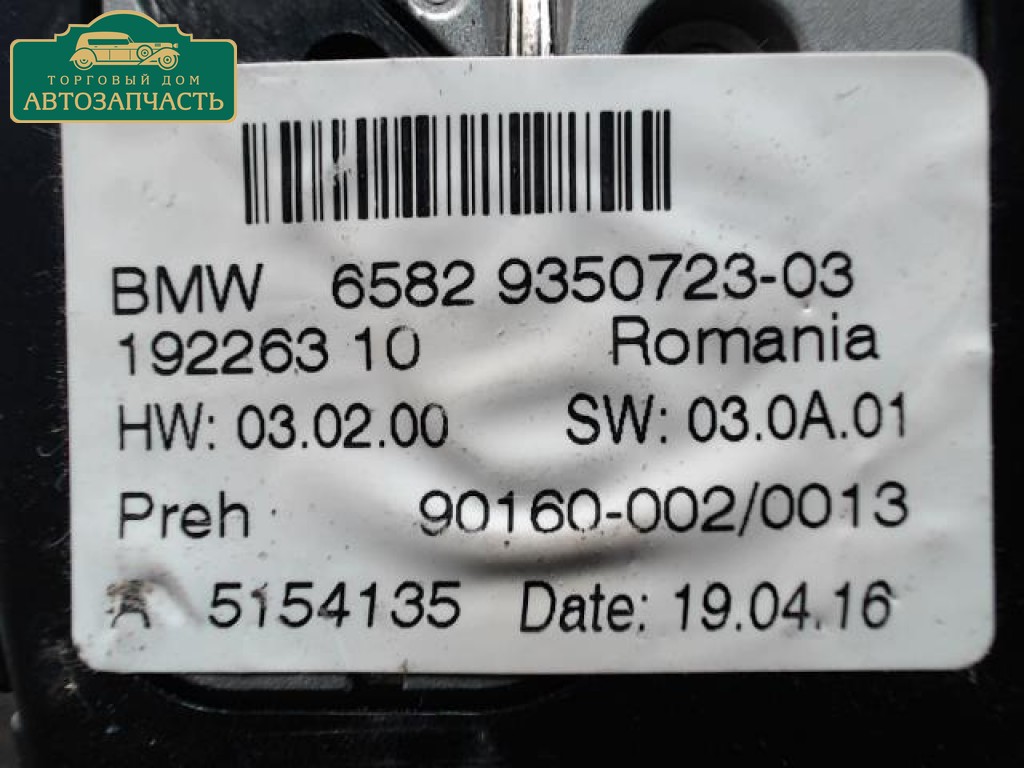 ТОРГОВЫЙ ДОМ
АВТОЗАПЧАСТЬ
BMW 6582 9350723-03
192263 10 Romania
HW: 03.02.00 SW: 03.0A.01
Preh 90160-002/0013
A 5154135 Date: 19.04.16